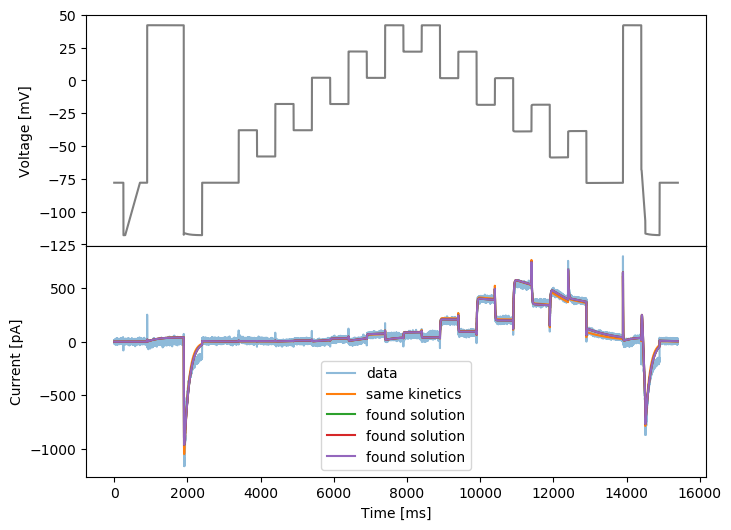 50
25
0
−25
−50
−75
−100
−125
Voltage [mV]
500
0
−500
−1000
Current [pA]
data
same kinetics
found solution
found solution
found solution
0 2000 4000 6000 8000 10000 12000 14000 16000
Time [ms]